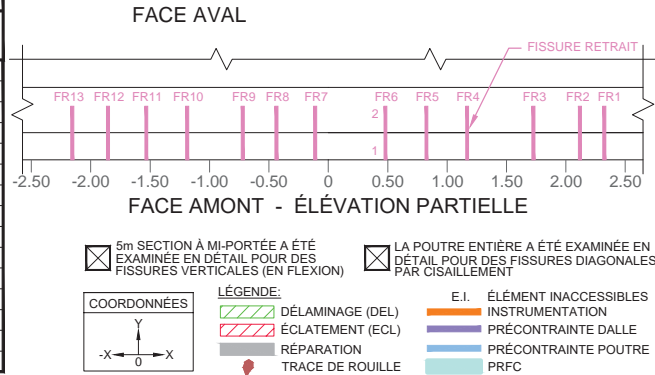 FACE AVAL
FISSURE RETRAIT
FR13 FR12 FR11 FR10 FR9 FR8 FR7 FR6 FR5 FR4 FR3 FR2 FR1
2
1
-2.50 -2.00 -1.50 -1.00 -0.50 0 0.50 1.00 1.50 2.00 2.50
FACE AMONT - ÉLÉVATION PARTIELLE
5m SECTION À MI-PORTÉE A ÉTÉ
EXAMINÉE EN DÉTAIL POUR DES
FISSURES VERTICALES (EN FLEXION)
LA POUTRE ENTIÈRE A ÉTÉ EXAMINÉE EN
DÉTAIL POUR DES FISSURES DIAGONALES
PAR CISAILLEMENT
COORDONNÉES
Y
-X 0 X
LÉGENDE:
DÉLAMINAGE (DEL)
ÉCLATEMENT (ECL)
RÉPARATION
TRACE DE ROUILLE
E.I. ÉLÉMENT INACCESSIBLES
INSTRUMENTATION
PRÉCONTRAINTE DALLE
PRÉCONTRAINTE POUTRE
PRFC